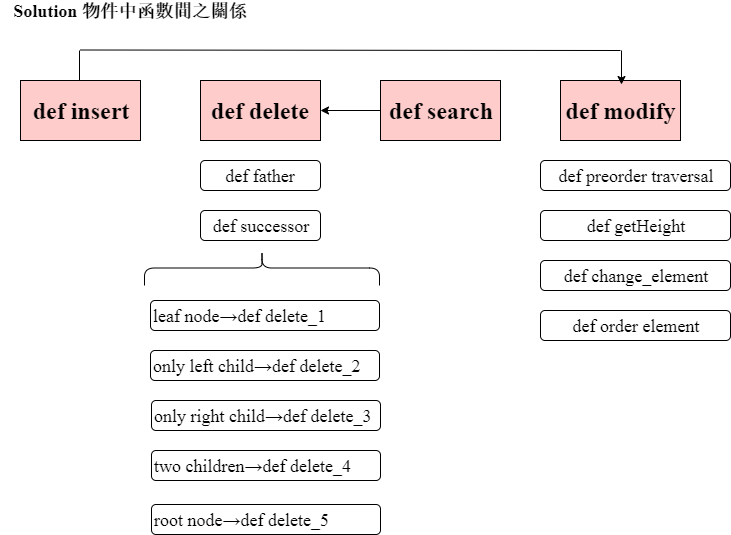 Solution 物件中函數間之關係
def insert
def delete
def search
def modify
def father
def successor
leaf node→def delete_1
only left child→def delete_2
only right child→def delete_3
two children→def delete_4
root node→def delete_5
def preorder traversal
def getHeight
def change_element
def order element